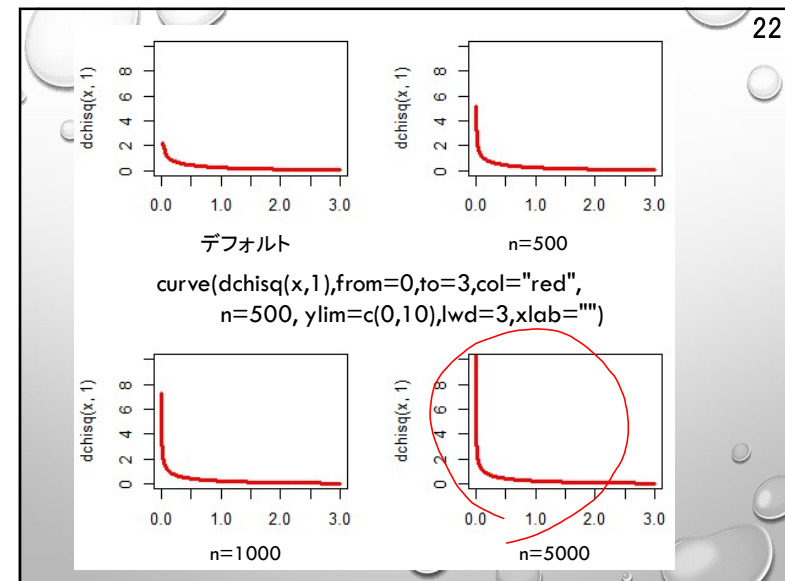 22
dchisq(x, 1)
8
6
4
2
0
0.0 1.0 2.0 3.0
デフォルト
dchisq(x, 1)
8
6
4
2
0
0.0 1.0 2.0 3.0
n=500
curve(dchisq(x,1),from=0,to=3,col="red",
n=500, ylim=c(0,10),lwd=3,xlab="")
dchisq(x, 1)
8
6
4
2
0
0.0 1.0 2.0 3.0
n=1000
dchisq(x, 1)
8
6
4
2
0
0.0 1.0 2.0 3.0
n=5000